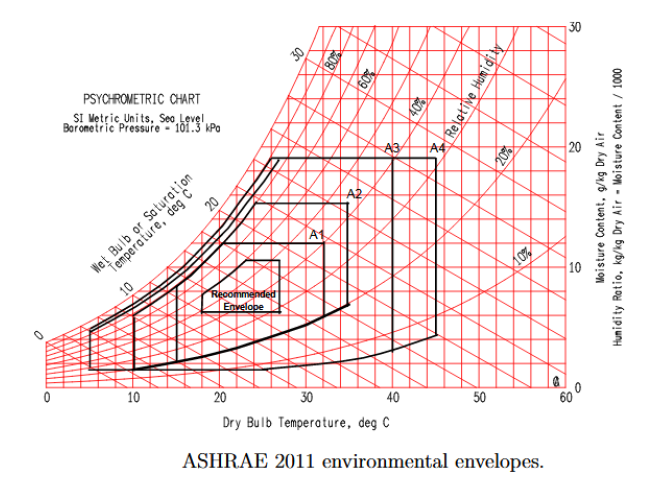 PSYCHROMETRIC CHART
SI Metric Units, Sea Level
Barometric Pressure = 101.3 kPa
Wet Bulb or Saturation
Temperature, deg C
0
10
20
30
80%
60%
40%
Relative Humidity
20%
10%
A3
A4
A2
A1
Recommended
Envelope
30
20
10
0
Moisture Content, g/kg Dry Air
Humidity Ratio, kg/kg Dry Air = Moisture Content / 1000
0
10
20
30
40
50
60
Dry Bulb Temperature, deg C
ASHRAE 2011 environmental envelopes.